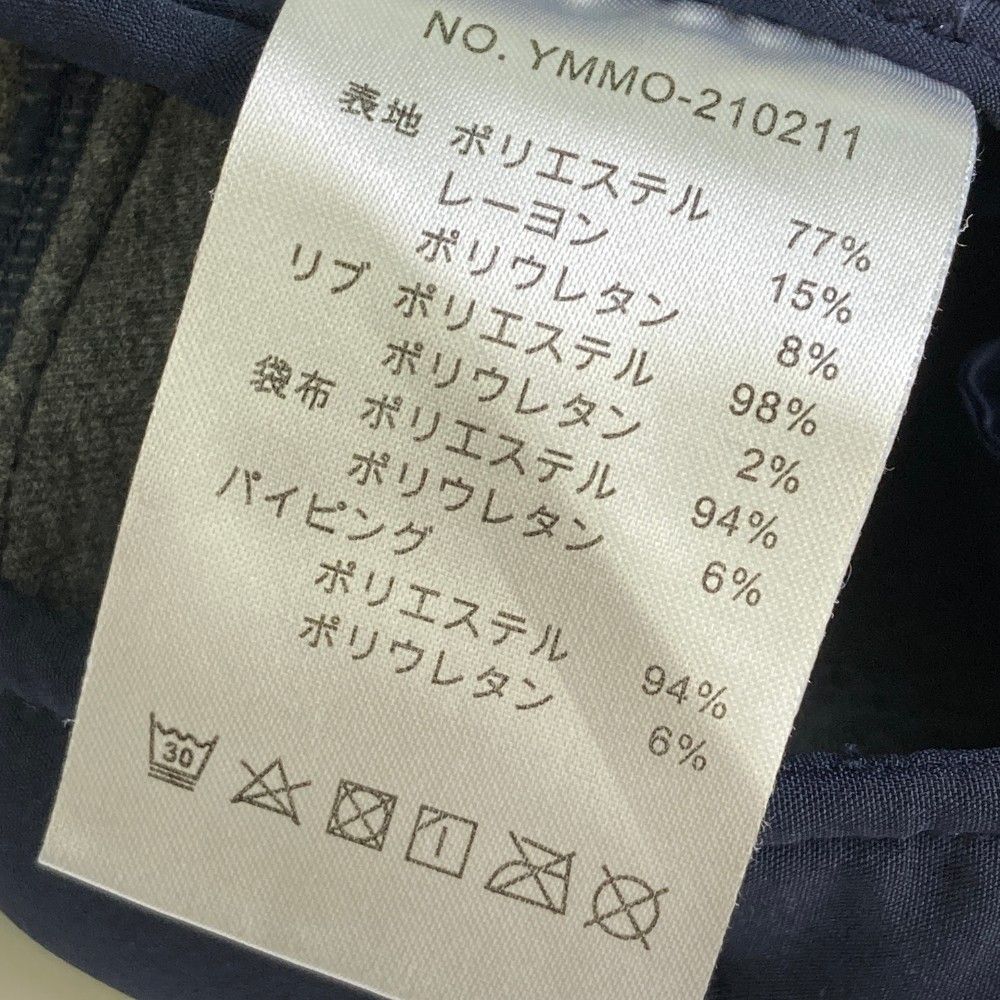 NO. YMMO-210211
表地 ポリエステル 77%
レーヨン 15%
ポリウレタン 8%
リブ ポリエステル 98%
ポリウレタン 2%
袋布 ポリエステル 94%
ポリウレタン 6%
パイピング
ポリエステル 94%
ポリウレタン 6%
30